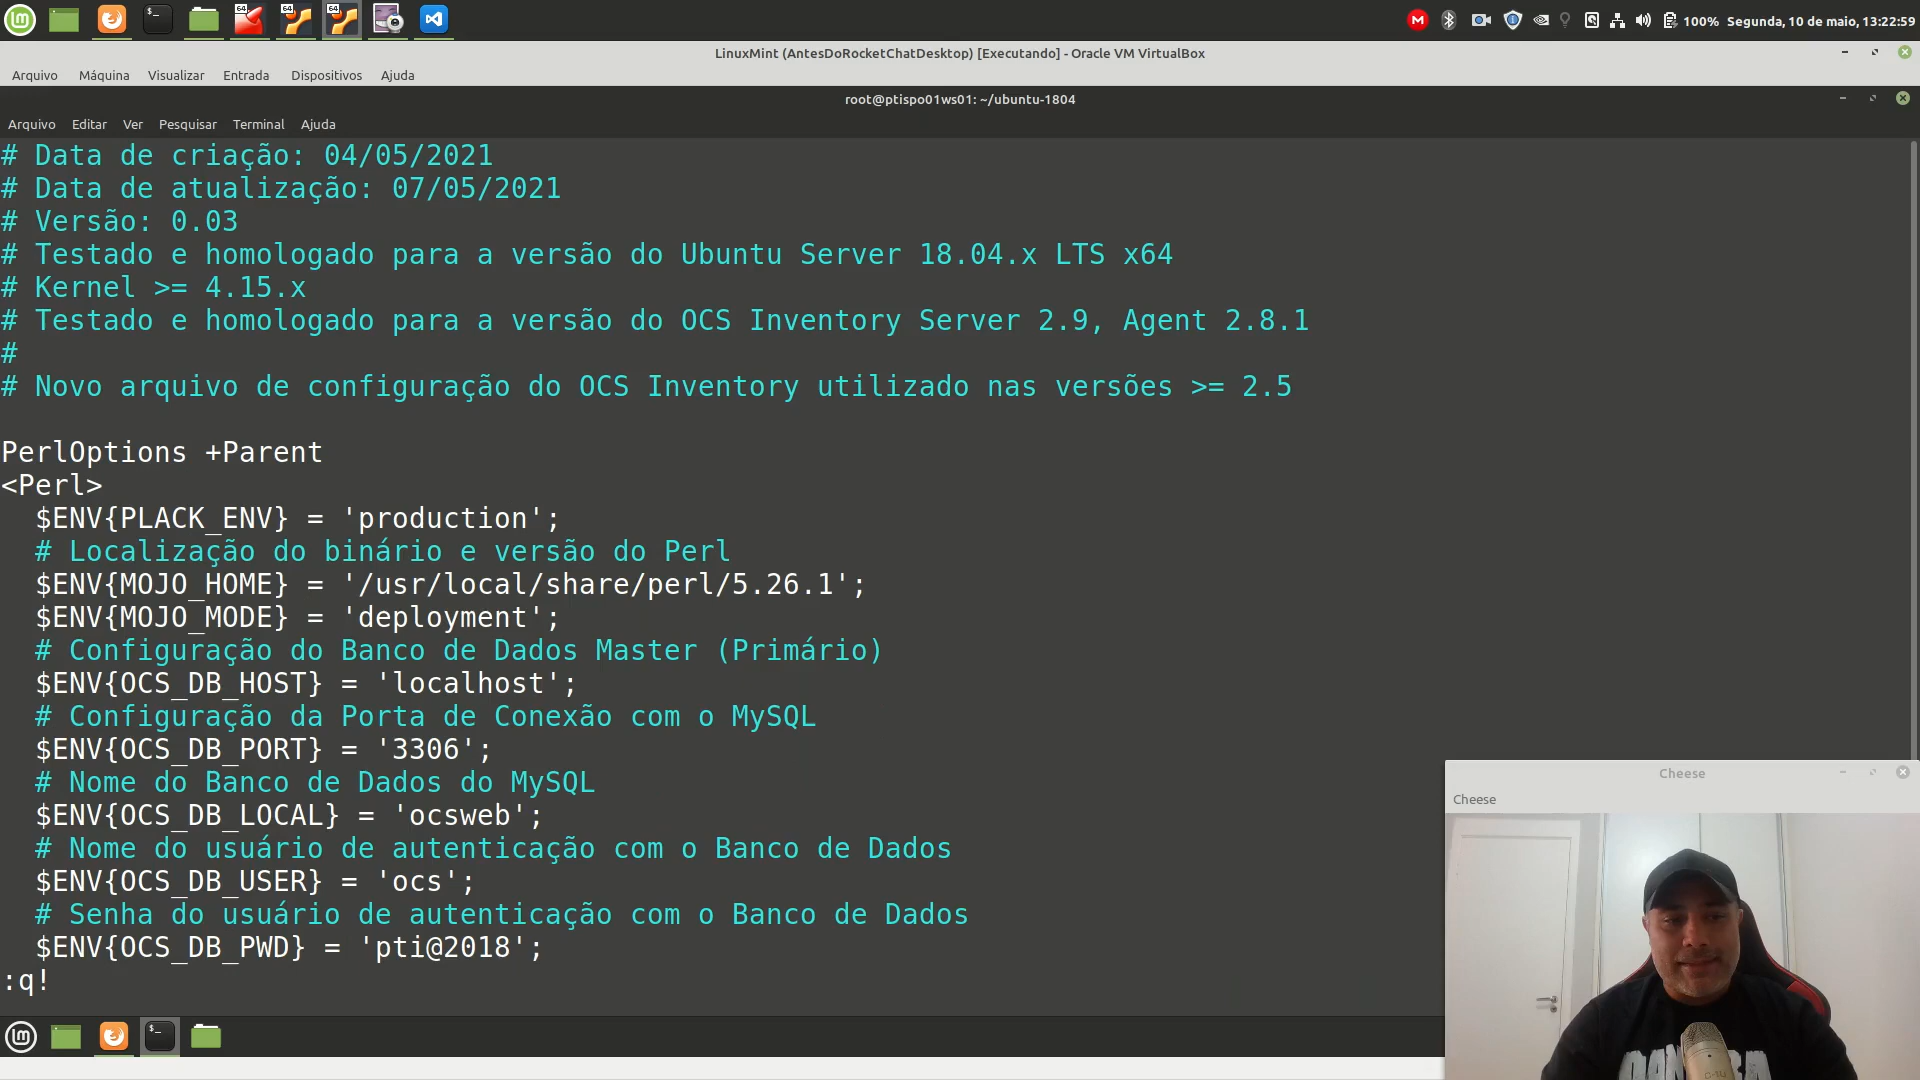 64 64 64
M 100% Segunda, 10 de maio, 13:22:59
LinuxMint (AntesDoRocketChatDesktop) [Executando] - Oracle VM VirtualBox
Arquivo Máquina Visualizar Entrada Dispositivos Ajuda
root@ptispo01ws01: ~/ubuntu-1804
Arquivo Editar Ver Pesquisar Terminal Ajuda
# Data de criação: 04/05/2021
# Data de atualização: 07/05/2021
# Versão: 0.03
# Testado e homologado para a versão do Ubuntu Server 18.04.x LTS x64
# Kernel >= 4.15.x
# Testado e homologado para a versão do OCS Inventory Server 2.9, Agent 2.8.1
#
# Novo arquivo de configuração do OCS Inventory utilizado nas versões >= 2.5
PerlOptions +Parent
<Perl>
$ENV{PLACK_ENV} = 'production';
# Localização do binário e versão do Perl
$ENV{MOJO_HOME} = '/usr/local/share/perl/5.26.1';
$ENV{MOJO_MODE} = 'deployment';
# Configuração do Banco de Dados Master (Primário)
$ENV{OCS_DB_HOST} = 'localhost';
# Configuração da Porta de Conexão com o MySQL
$ENV{OCS_DB_PORT} = '3306';
# Nome do Banco de Dados do MySQL
$ENV{OCS_DB_LOCAL} = 'ocsweb';
# Nome do usuário de autenticação com o Banco de Dados
$ENV{OCS_DB_USER} = 'ocs';
# Senha do usuário de autenticação com o Banco de Dados
$ENV{OCS_DB_PWD} = 'pti@2018';
:q!
Cheese
Cheese